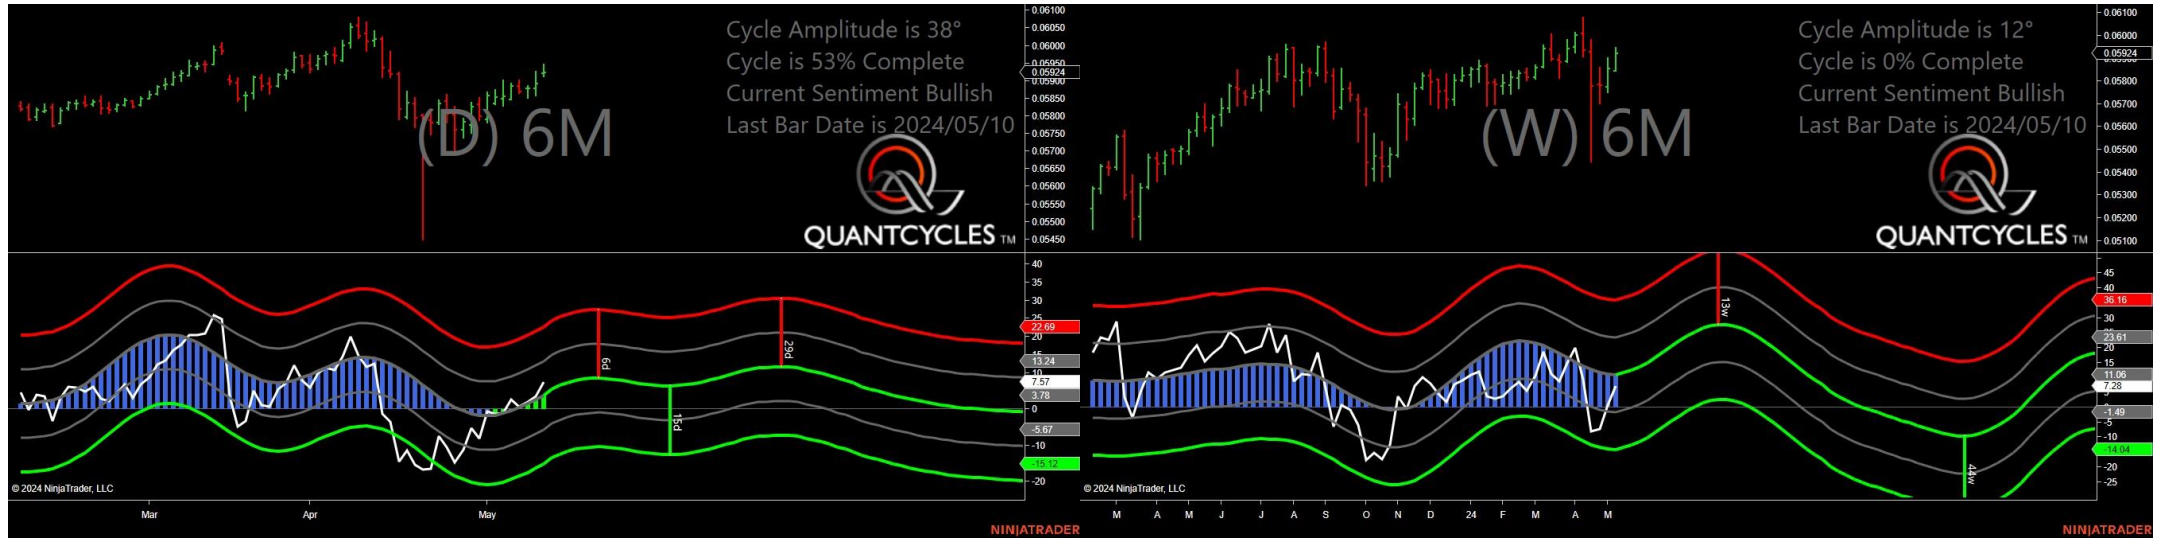 Cycle Amplitude is 38°
Cycle is 53% Complete
Current Sentiment Bullish
Last Bar Date is 2024/05/10
(D) 6M
QUANTCYCLES TM
0.06100
0.06050
0.06000
0.05950
0.05924
0.05900
0.05850
0.05800
0.05750
0.05700
0.05650
0.05600
0.05550
0.05500
0.05450
40
35
30
25
22.69
20
15
13.24
10
7.57
3.78
0
-5.67
-10
-15.12
-20
6d
15d
29d
© 2024 NinjaTrader, LLC
Mar Apr May
NINJATRADER
Cycle Amplitude is 12°
Cycle is 0% Complete
Current Sentiment Bullish
Last Bar Date is 2024/05/10
(W) 6M
QUANTCYCLES TM
0.06100
0.06000
0.05924
0.05800
0.05700
0.05600
0.05500
0.05400
0.05300
0.05200
0.05100
45
40
36.16
30
23.61
20
15
11.06
7.28
-1.49
-5
-10
-14.04
-20
-25
13w
44w
© 2024 NinjaTrader, LLC
M A M J J A S O N D 24 F M A M
NINJATRADER